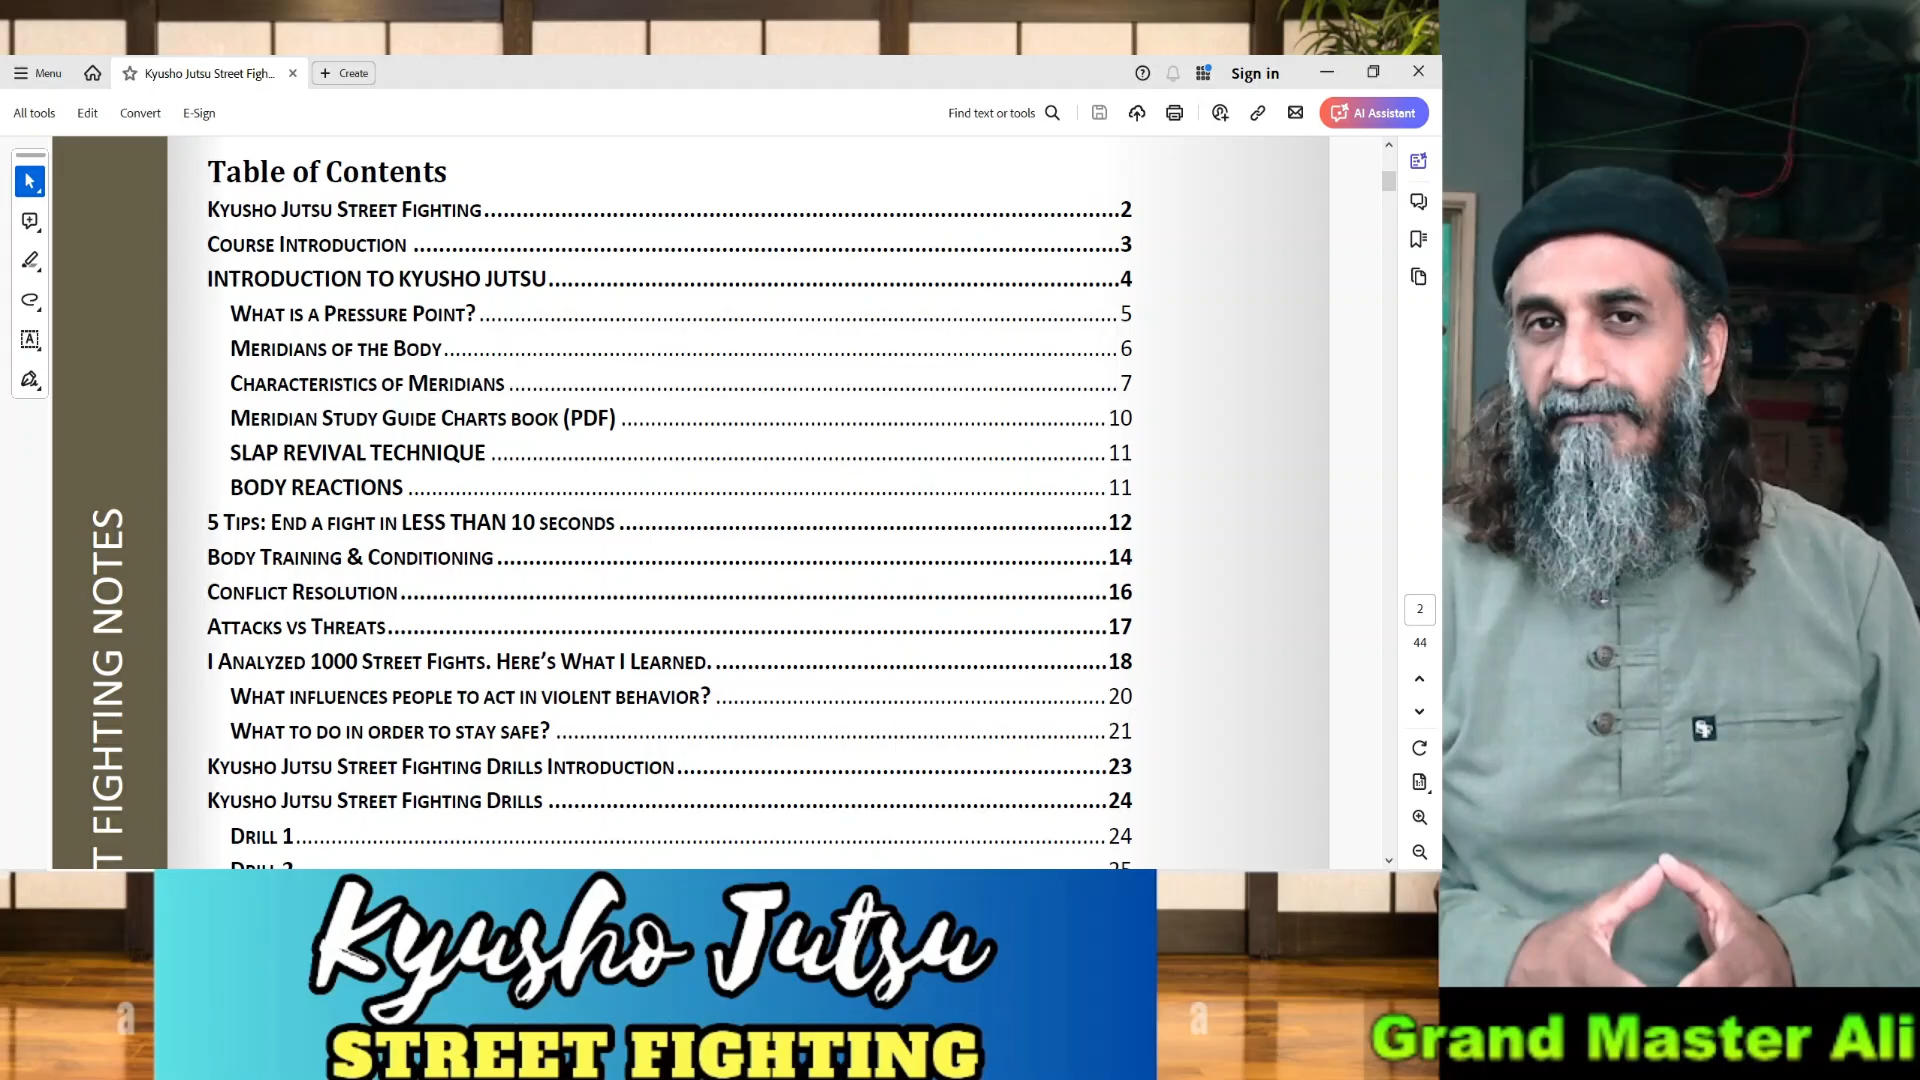 Menu
Kyusho Jutsu Street Figh...
Create
Sign in
All tools
Edit
Convert
E-Sign
Find text or tools
AI Assistant
T FIGHTING NOTES
Table of Contents
KYUSHO JUTSU STREET FIGHTING 2
COURSE INTRODUCTION 3
INTRODUCTION TO KYUSHO JUTSU 4
WHAT IS A PRESSURE POINT? 5
MERIDIANS OF THE BODY 6
CHARACTERISTICS OF MERIDIANS 7
MERIDIAN STUDY GUIDE CHARTS BOOK (PDF) 10
SLAP REVIVAL TECHNIQUE 11
BODY REACTIONS 11
5 TIPS: END A FIGHT IN LESS THAN 10 SECONDS 12
BODY TRAINING & CONDITIONING 14
CONFLICT RESOLUTION 16
ATTACKS VS THREATS 17
I ANALYZED 1000 STREET FIGHTS. HERE'S WHAT I LEARNED. 18
WHAT INFLUENCES PEOPLE TO ACT IN VIOLENT BEHAVIOR? 20
WHAT TO DO IN ORDER TO STAY SAFE? 21
KYUSHO JUTSU STREET FIGHTING DRILLS INTRODUCTION 23
KYUSHO JUTSU STREET FIGHTING DRILLS 24
DRILL 1 24
DRILL 2 25
2
44
Kyusho Jutsu
STREET FIGHTING
a
a
Grand Master Ali